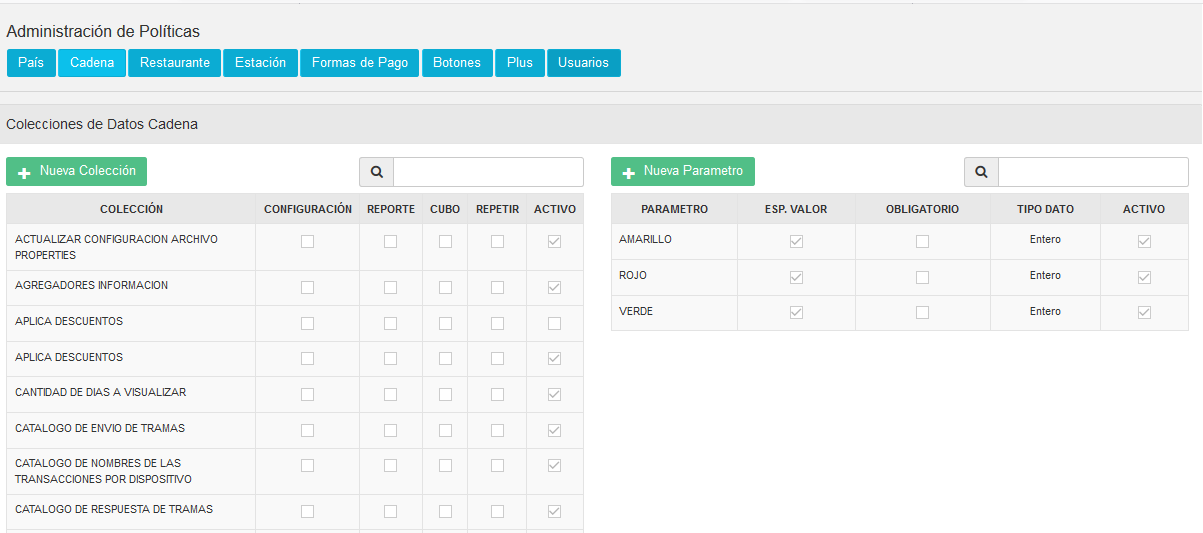 Administración de Políticas
País Cadena Restaurante Estación Formas de Pago Botones Plus Usuarios
Colecciones de Datos Cadena
Nueva Colección
COLECCIÓN CONFIGURACIÓN REPORTE CUBO REPETIR ACTIVO
ACTUALIZAR CONFIGURACION ARCHIVO
PROPERTIES
AGREGADORES INFORMACION
APLICA DESCUENTOS
APLICA DESCUENTOS
CANTIDAD DE DIAS A VISUALIZAR
CATALOGO DE ENVIO DE TRAMAS
CATALOGO DE NOMBRES DE LAS
TRANSACCIONES POR DISPOSITIVO
CATALOGO DE RESPUESTA DE TRAMAS
Nueva Parametro
PARAMETRO ESP. VALOR OBLIGATORIO TIPO DATO ACTIVO
AMARILLO Entero
ROJO Entero
VERDE Entero